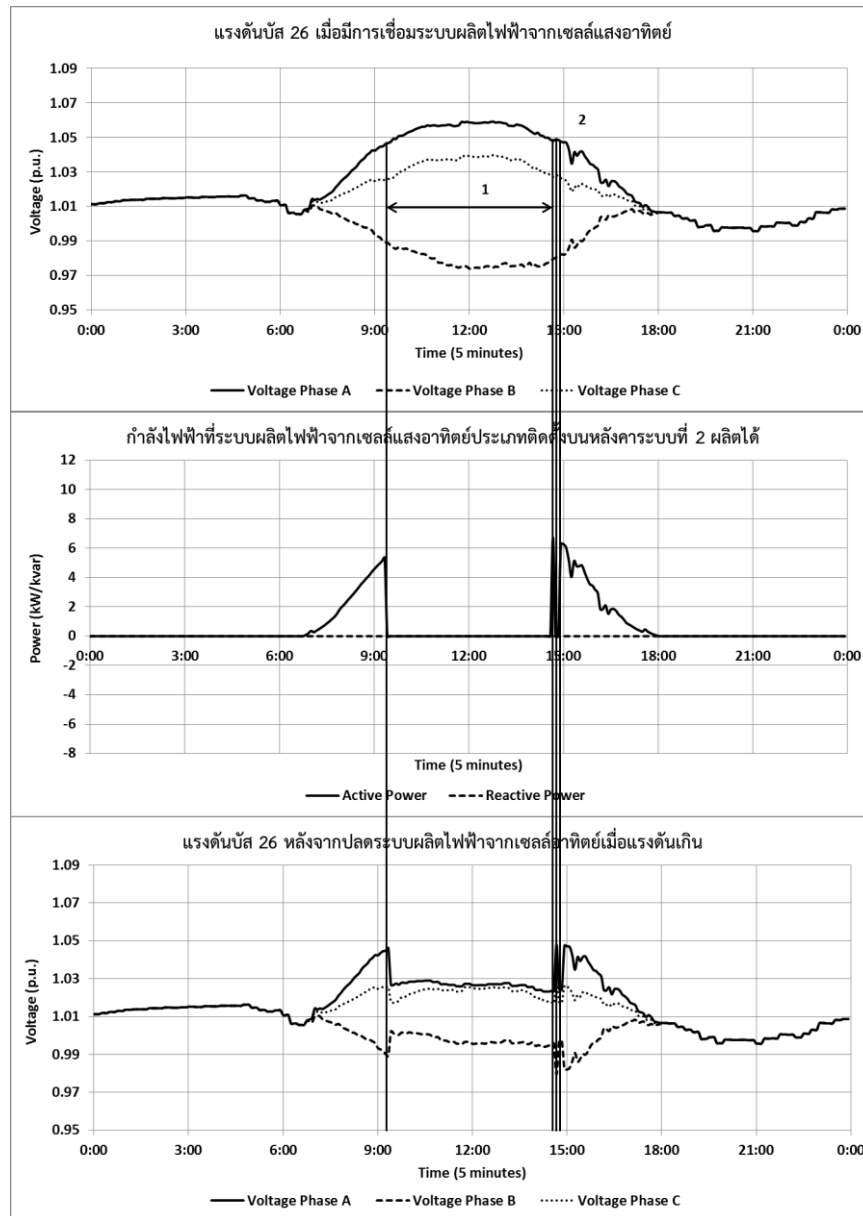 แรงดันบัส 26 เมื่อมีการเชื่อมระบบผลิตไฟฟ้าจากเซลล์แสงอาทิตย์
1.09
1.07
1.05
1.03
1.01
0.99
0.97
0.95
Voltage (p.u.)
1
2
0:00 3:00 6:00 9:00 12:00 15:00 18:00 21:00 0:00
Time (5 minutes)
Voltage Phase A Voltage Phase B Voltage Phase C
กำลังไฟฟ้าที่ระบบผลิตไฟฟ้าจากเซลล์แสงอาทิตย์ประเภทติดตั้งบนหลังคาระบบที่ 2 ผลิตได้
12
10
8
6
4
2
0
-2
-4
-6
-8
Power (kW/kvar)
0:00 3:00 6:00 9:00 12:00 15:00 18:00 21:00 0:00
Time (5 minutes)
Active Power Reactive Power
แรงดันบัส 26 หลังจากปลดระบบผลิตไฟฟ้าจากเซลล์อาทิตย์เมื่อแรงดันเกิน
1.09
1.07
1.05
1.03
1.01
0.99
0.97
0.95
Voltage (p.u.)
0:00 3:00 6:00 9:00 12:00 15:00 18:00 21:00 0:00
Time (5 minutes)
Voltage Phase A Voltage Phase B Voltage Phase C